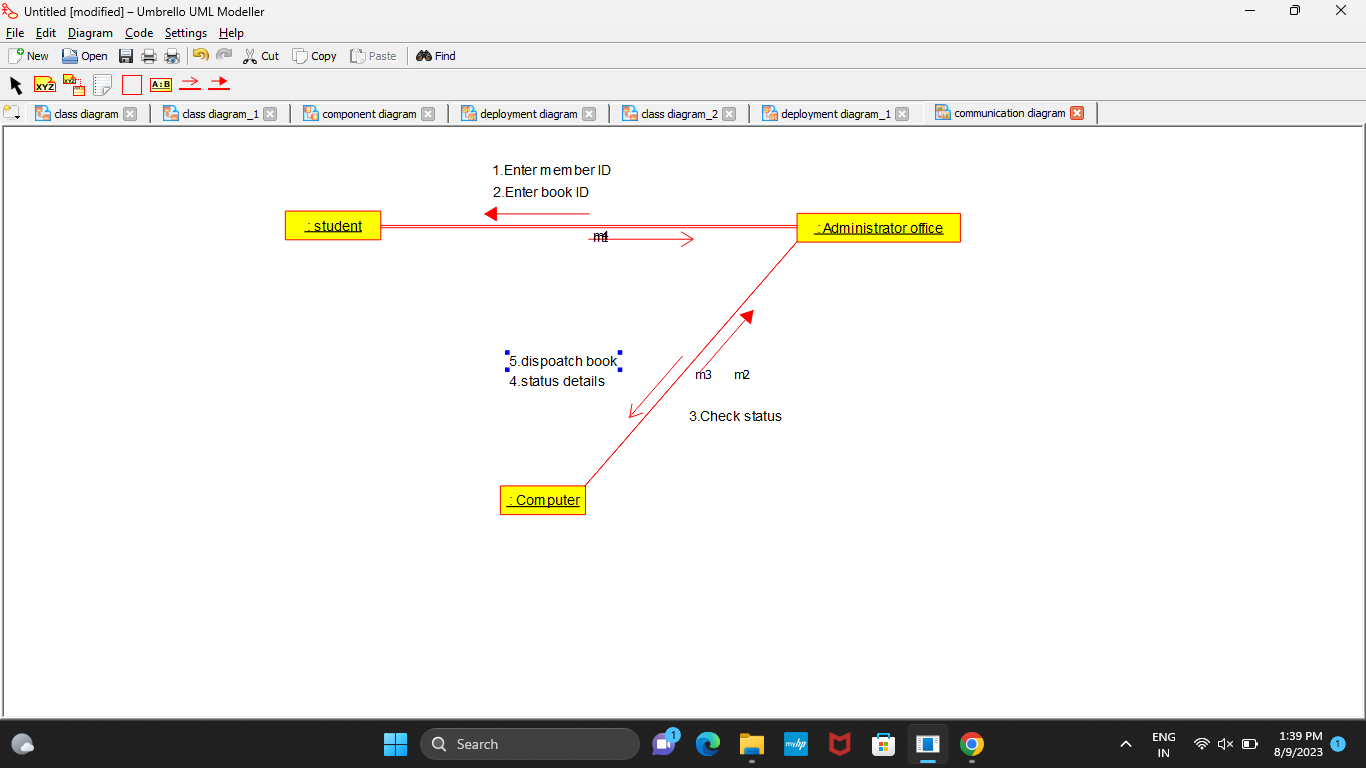 Untitled [modified] – Umbrello UML Modeller
File Edit Diagram Code Settings Help
New Open Cut Copy Paste Find
XYZ XYZ A:B
class diagram class diagram_1 component diagram deployment diagram class diagram_2 deployment diagram_1 communication diagram
1.Enter member ID
2.Enter book ID
: student
: Administrator office
5.dispoatch book
4.status details
m3 m2
3.Check status
: Computer
Search
1
myhp
ENG
IN
1:39 PM
8/9/2023
1